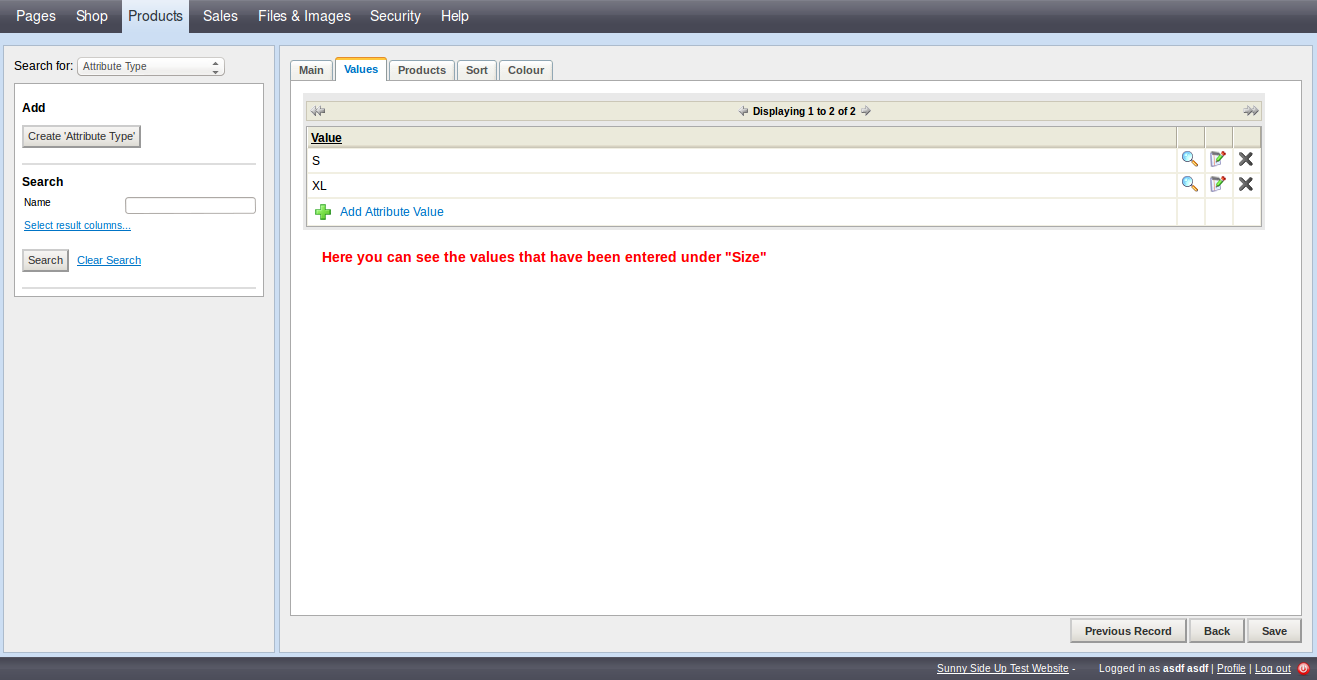 Pages Shop Products Sales Files & Images Security Help
Search for: Attribute Type
Add
Create 'Attribute Type'
Search
Name
Select result columns...
Search Clear Search
Main Values Products Sort Colour
Displaying 1 to 2 of 2
Value
S
XL
Add Attribute Value
Here you can see the values that have been entered under "Size"
Previous Record Back Save
Sunny Side Up Test Website - Logged in as asdf asdf | Profile | Log out